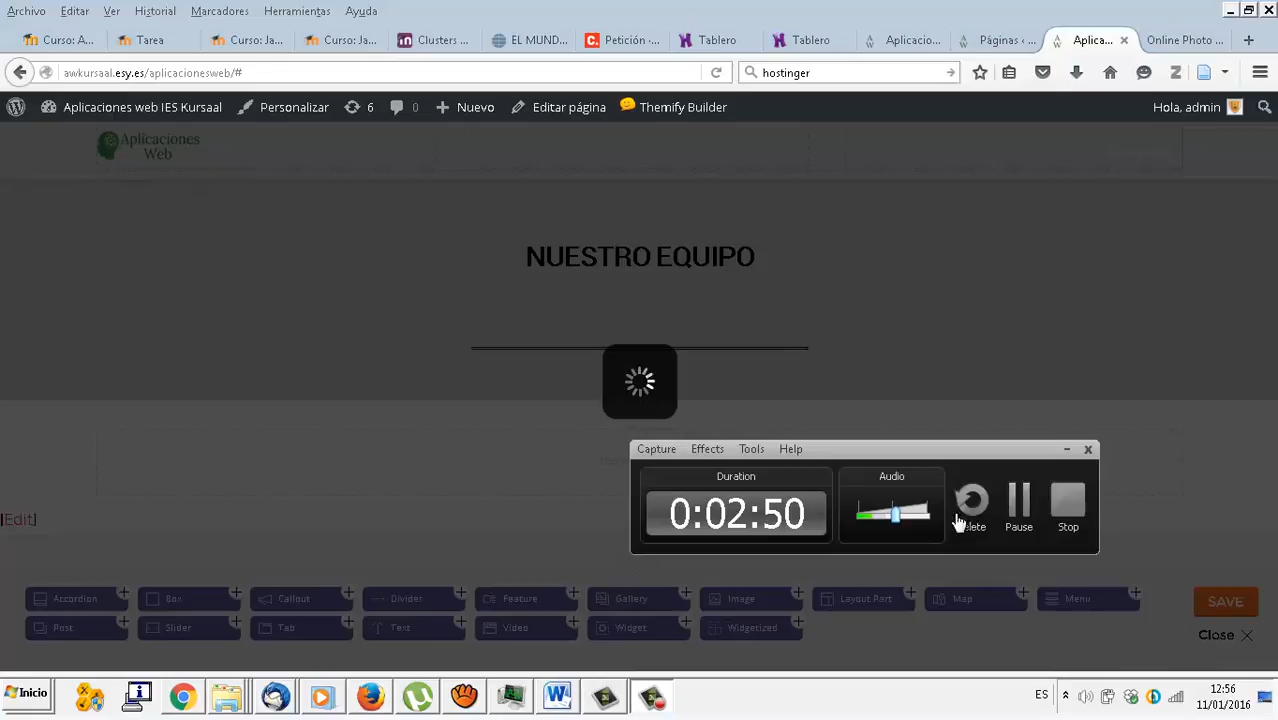 Archivo Editar Ver Historial Marcadores Herramientas Ayuda
Curso: A... Tarea Curso: Ja... Curso: Ja... Clusters ... EL MUND... Petición ·... Tablero Tablero Aplicacio... Páginas ‹ ... Aplica... Online Photo ...
awkursaal.esy.es/aplicacionesweb/# hostinger
Aplicaciones web IES Kursaal Personalizar 6 0 Nuevo Editar página Themify Builder Hola, admin
Aplicaciones
Web
NUESTRO EQUIPO
Capture Effects Tools Help
Duration Audio
0:02:50
Pause Stop
[Edit]
Accordion Box Callout Divider Feature Gallery Image Layout Part Map Menu
SAVE
Post Slider Tab Text Video Widget Widgetized
Close
Inicio ES 12:56
11/01/2016